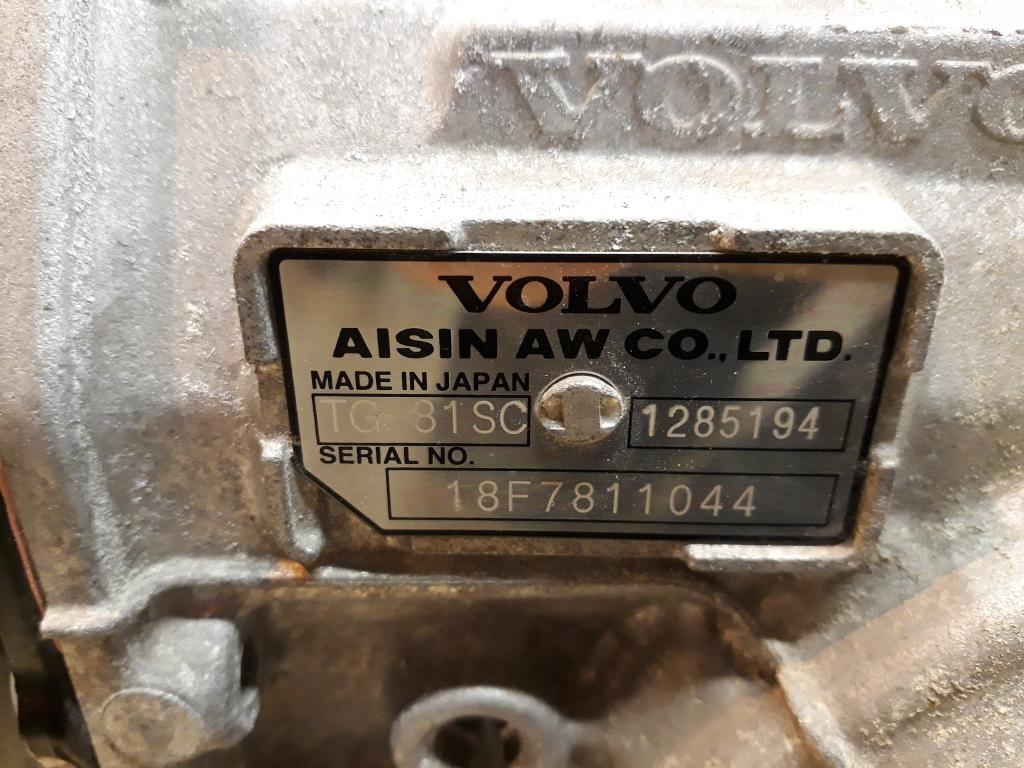 VOLVO
VOLVO
AISIN AW CO., LTD.
MADE IN JAPAN
TG-81SC 1285194
SERIAL NO.
18F7811044